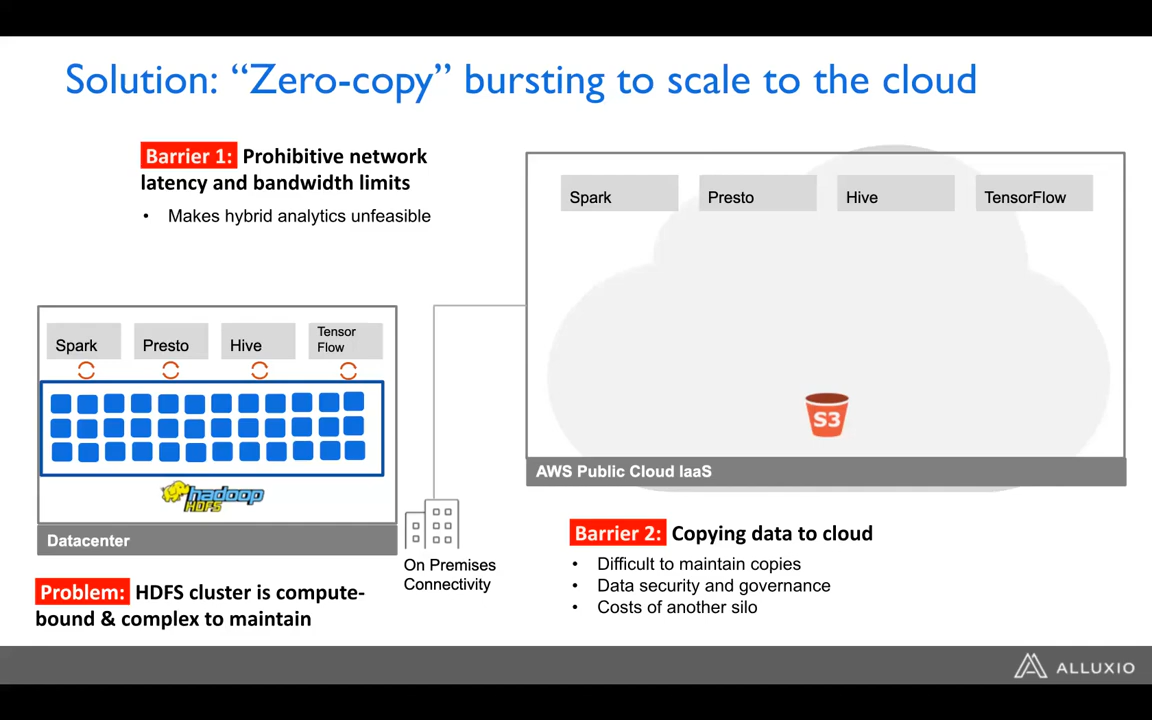 Solution: “Zero-copy” bursting to scale to the cloud
Barrier 1: Prohibitive network
latency and bandwidth limits
• Makes hybrid analytics unfeasible
Spark
Presto
Hive
TensorFlow
S3
AWS Public Cloud IaaS
Spark
Presto
Hive
Tensor
Flow
hadoop
HDFS
Datacenter
On Premises
Connectivity
Problem: HDFS cluster is compute-
bound & complex to maintain
Barrier 2: Copying data to cloud
• Difficult to maintain copies
• Data security and governance
• Costs of another silo
ALLUXIO